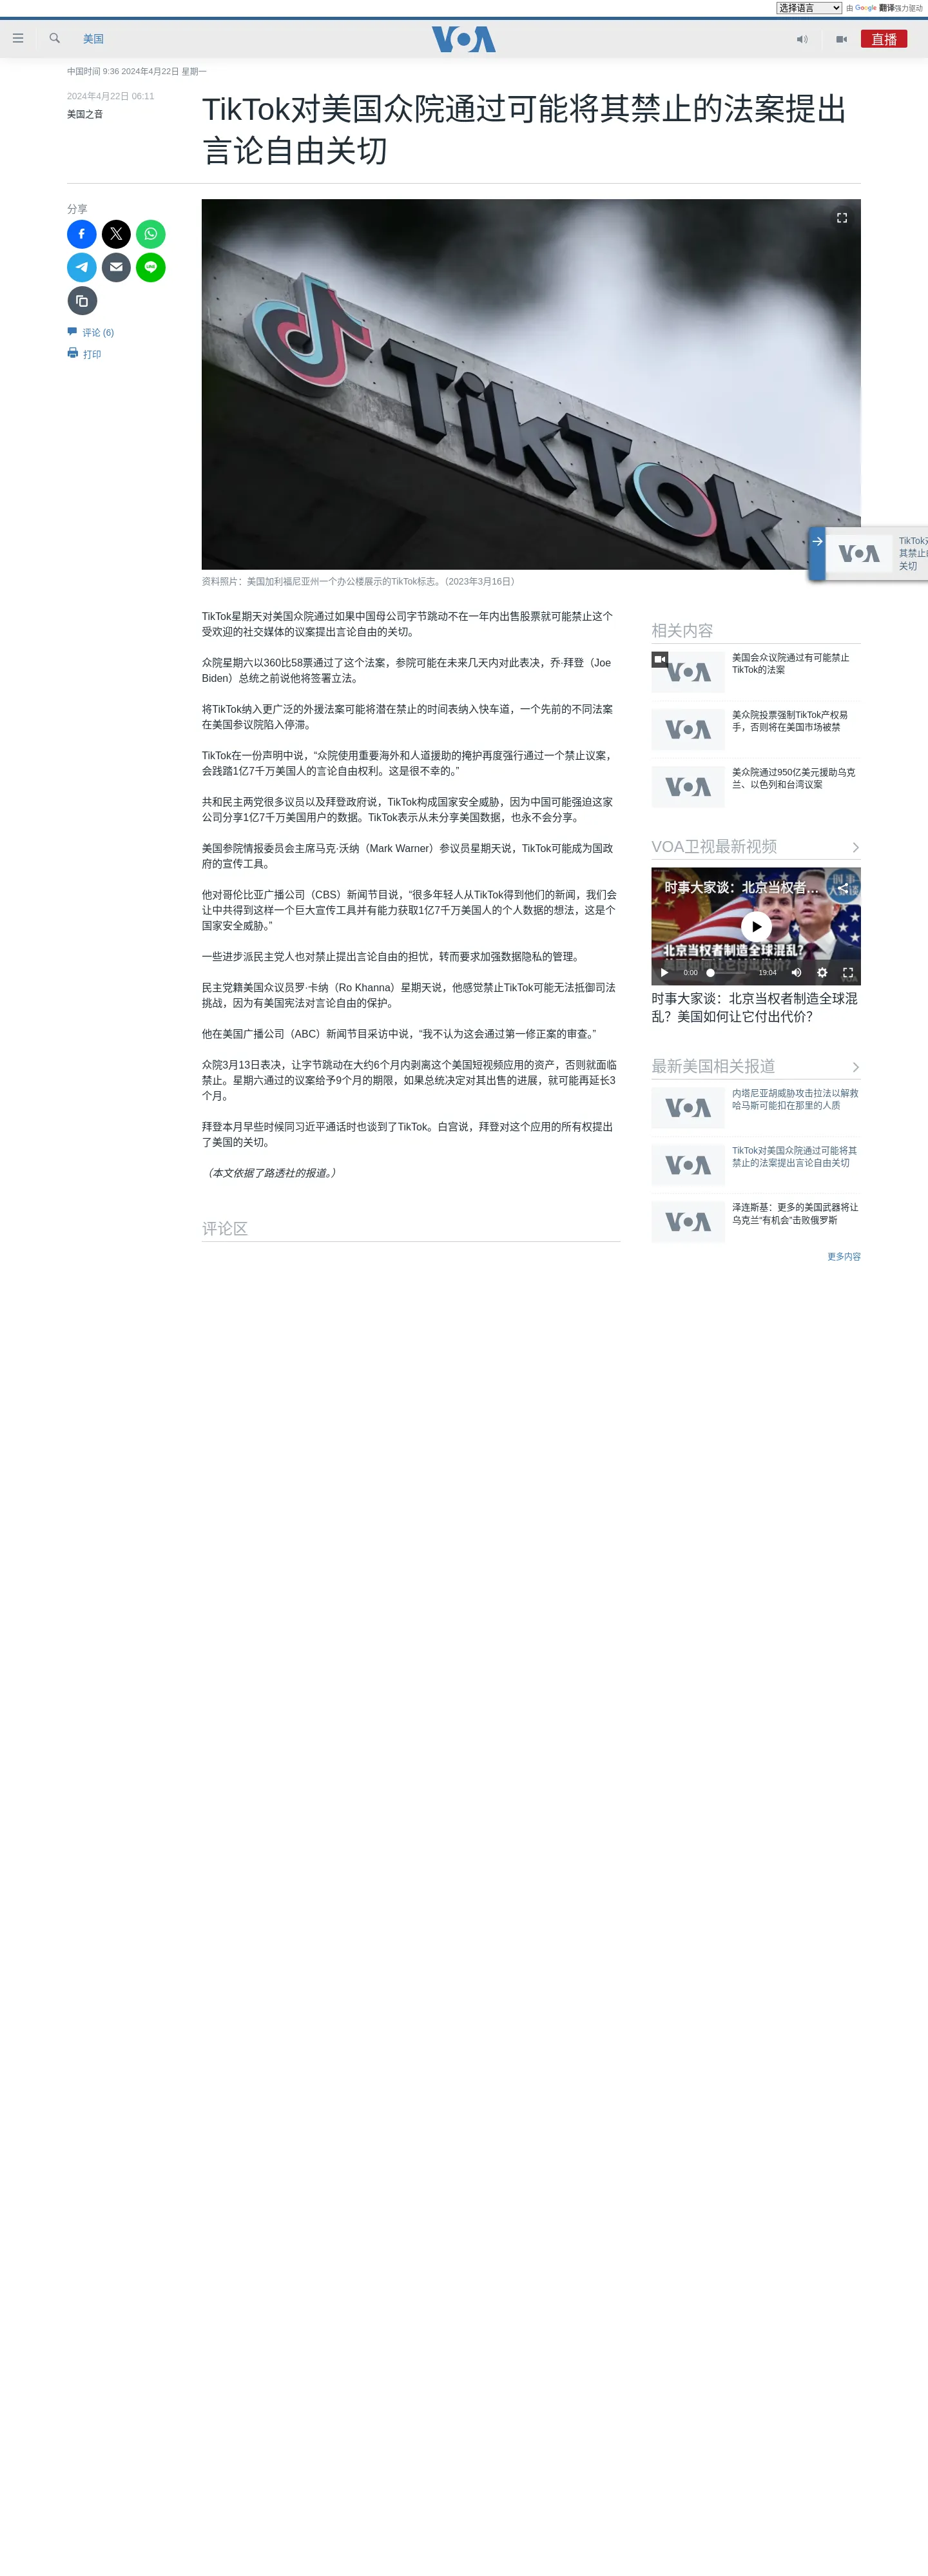 选择语言
由 Google 翻译强力驱动
美国
VOA
直播
中国时间 9:36 2024年4月22日 星期一
2024年4月22日 06:11
美国之音
TikTok对美国众院通过可能将其禁止的法案提出
言论自由关切
分享
评论 (6)
打印
TikTok
资料照片：美国加利福尼亚州一个办公楼展示的TikTok标志。（2023年3月16日）
TikTok星期天对美国众院通过如果中国母公司字节跳动不在一年内出售股票就可能禁止这个
受欢迎的社交媒体的议案提出言论自由的关切。
众院星期六以360比58票通过了这个法案，参院可能在未来几天内对此表决，乔·拜登（Joe
Biden）总统之前说他将签署立法。
将TikTok纳入更广泛的外援法案可能将潜在禁止的时间表纳入快车道，一个先前的不同法案
在美国参议院陷入停滞。
TikTok在一份声明中说，“众院使用重要海外和人道援助的掩护再度强行通过一个禁止议案，
会践踏1亿7千万美国人的言论自由权利。这是很不幸的。”
共和民主两党很多议员以及拜登政府说，TikTok构成国家安全威胁，因为中国可能强迫这家
公司分享1亿7千万美国用户的数据。TikTok表示从未分享美国数据，也永不会分享。
美国参院情报委员会主席马克·沃纳（Mark Warner）参议员星期天说，TikTok可能成为国政
府的宣传工具。
他对哥伦比亚广播公司（CBS）新闻节目说，“很多年轻人从TikTok得到他们的新闻，我们会
让中共得到这样一个巨大宣传工具并有能力获取1亿7千万美国人的个人数据的想法，这是个
国家安全威胁。”
一些进步派民主党人也对禁止提出言论自由的担忧，转而要求加强数据隐私的管理。
民主党籍美国众议员罗·卡纳（Ro Khanna）星期天说，他感觉禁止TikTok可能无法抵御司法
挑战，因为有美国宪法对言论自由的保护。
他在美国广播公司（ABC）新闻节目采访中说，“我不认为这会通过第一修正案的审查。”
众院3月13日表决，让字节跳动在大约6个月内剥离这个美国短视频应用的资产，否则就面临
禁止。星期六通过的议案给予9个月的期限，如果总统决定对其出售的进展，就可能再延长3
个月。
拜登本月早些时候同习近平通话时也谈到了TikTok。白宫说，拜登对这个应用的所有权提出
了美国的关切。
（本文依据了路透社的报道。）
评论区
VOA
TikTok
其禁止
关切
相关内容
VOA
美国会众议院通过有可能禁止
TikTok的法案
VOA
美众院投票强制TikTok产权易
手，否则将在美国市场被禁
VOA
美众院通过950亿美元援助乌克
兰、以色列和台湾议案
VOA卫视最新视频
时事大家谈：北京当权者...
北京当权者制造全球混乱？
0:00
19:04
时事大家谈：北京当权者制造全球混
乱？美国如何让它付出代价？
最新美国相关报道
VOA
内塔尼亚胡威胁攻击拉法以解救
哈马斯可能扣在那里的人质
VOA
TikTok对美国众院通过可能将其
禁止的法案提出言论自由关切
VOA
泽连斯基：更多的美国武器将让
乌克兰“有机会”击败俄罗斯
更多内容